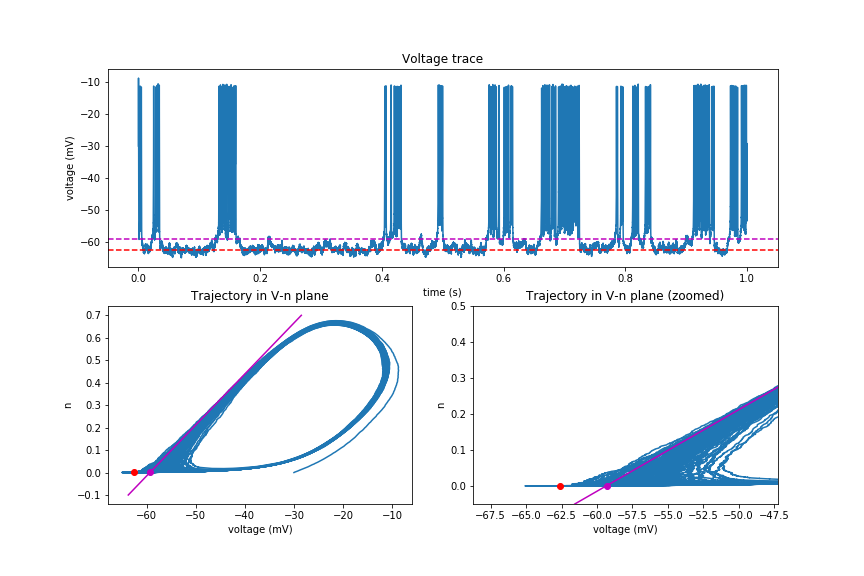 Voltage trace
voltage (mV)
−10
−20
−30
−40
−50
−60
0.0 0.2 0.4 0.6 0.8 1.0
time (s)
Trajectory in V-n plane
n
0.7
0.6
0.5
0.4
0.3
0.2
0.1
0.0
−0.1
−60 −50 −40 −30 −20 −10
voltage (mV)
Trajectory in V-n plane (zoomed)
n
0.5
0.4
0.3
0.2
0.1
0.0
−67.5 −65.0 −62.5 −60.0 −57.5 −55.0 −52.5 −50.0 −47.5
voltage (mV)